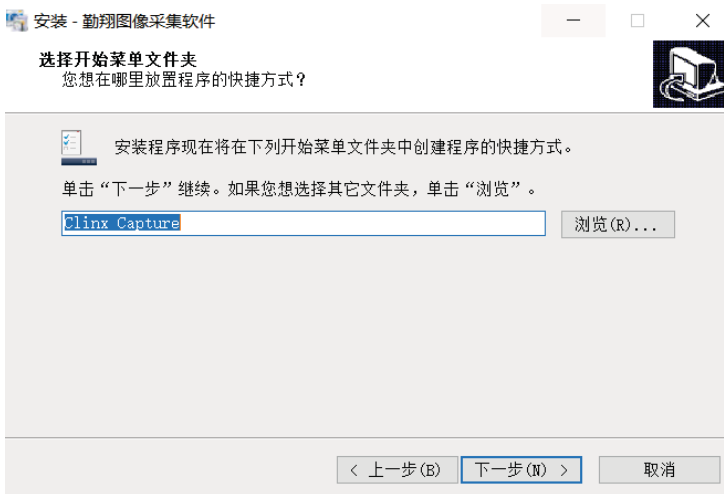 安装 - 勤翔图像采集软件
选择开始菜单文件夹
您想在哪里放置程序的快捷方式？
安装程序现在将在下列开始菜单文件夹中创建程序的快捷方式。
单击“下一步”继续。如果您想选择其它文件夹，单击“浏览”。
Clinx Capture
浏览(R)...
< 上一步(B)
下一步(N) >
取消